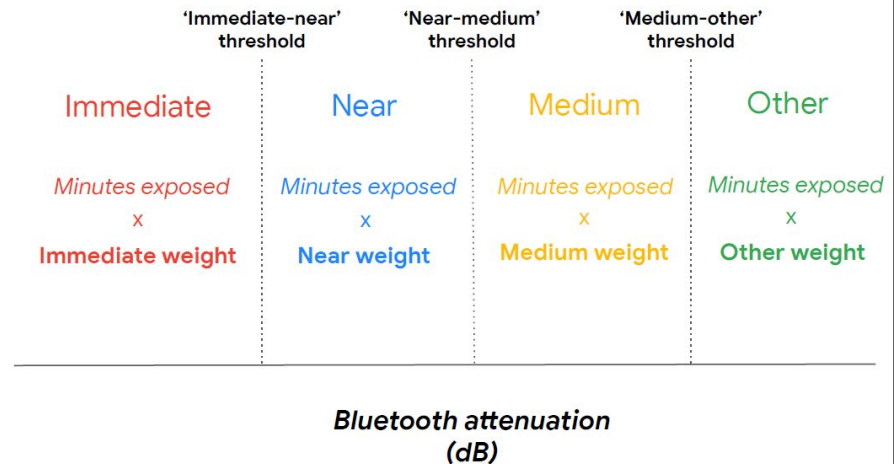 ‘Immediate-near’ ‘Near-medium’ ‘Medium-other’
threshold threshold threshold
Immediate Near Medium Other
Minutes exposed Minutes exposed Minutes exposed Minutes exposed
x x x x
Immediate weight Near weight Medium weight Other weight
Bluetooth attenuation
(dB)